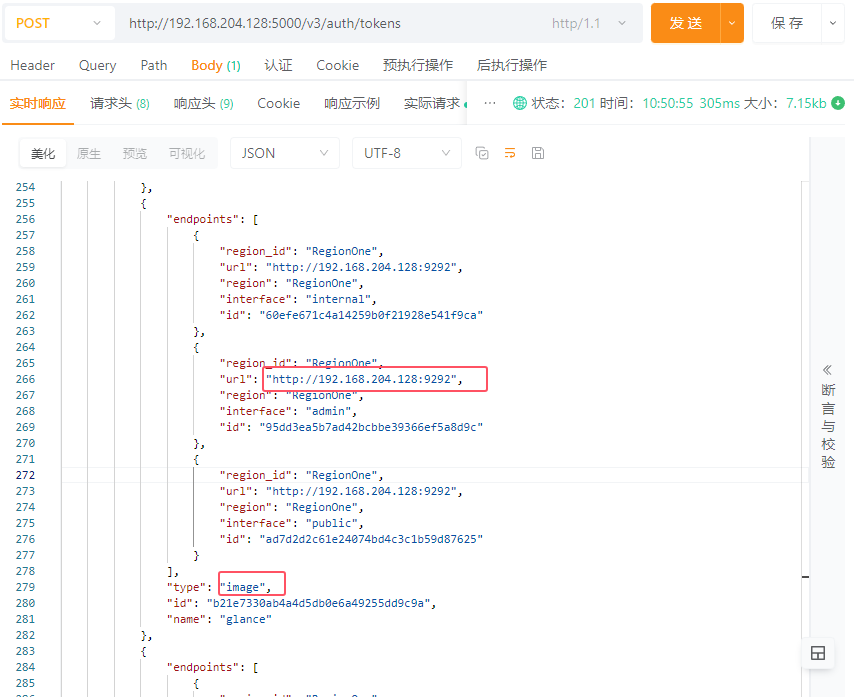 POST http://192.168.204.128:5000/v3/auth/tokens http/1.1 发 送 保 存
Header Query Path Body (1) 认证 Cookie 预执行操作 后执行操作
实时响应 请求头 (8) 响应头 (9) Cookie 响应示例 实际请求 ··· 状态: 201 时间: 10:50:55 305ms 大小: 7.15kb
美化 原生 预览 可视化 JSON UTF-8
254 },
255 {
256 "endpoints": [
257 {
258 "region_id": "RegionOne",
259 "url": "http://192.168.204.128:9292",
260 "region": "RegionOne",
261 "interface": "internal",
262 "id": "60efe671c4a14259b0f21928e541f9ca"
263 },
264 {
265 "region_id": "RegionOne",
266 "url": "http://192.168.204.128:9292",
267 "region": "RegionOne",
268 "interface": "admin",
269 "id": "95dd3ea5b7ad42bcbbe39366ef5a8d9c"
270 },
271 {
272 "region_id": "RegionOne",
273 "url": "http://192.168.204.128:9292",
274 "region": "RegionOne",
275 "interface": "public",
276 "id": "ad7d2d2c61e24074bd4c3c1b59d87625"
277 }
278 ],
279 "type": "image",
280 "id": "b21e7330ab4a4d5db0e6a49255dd9c9a",
281 "name": "glance"
282 },
283 {
284 "endpoints": [
285 {
断言与校验